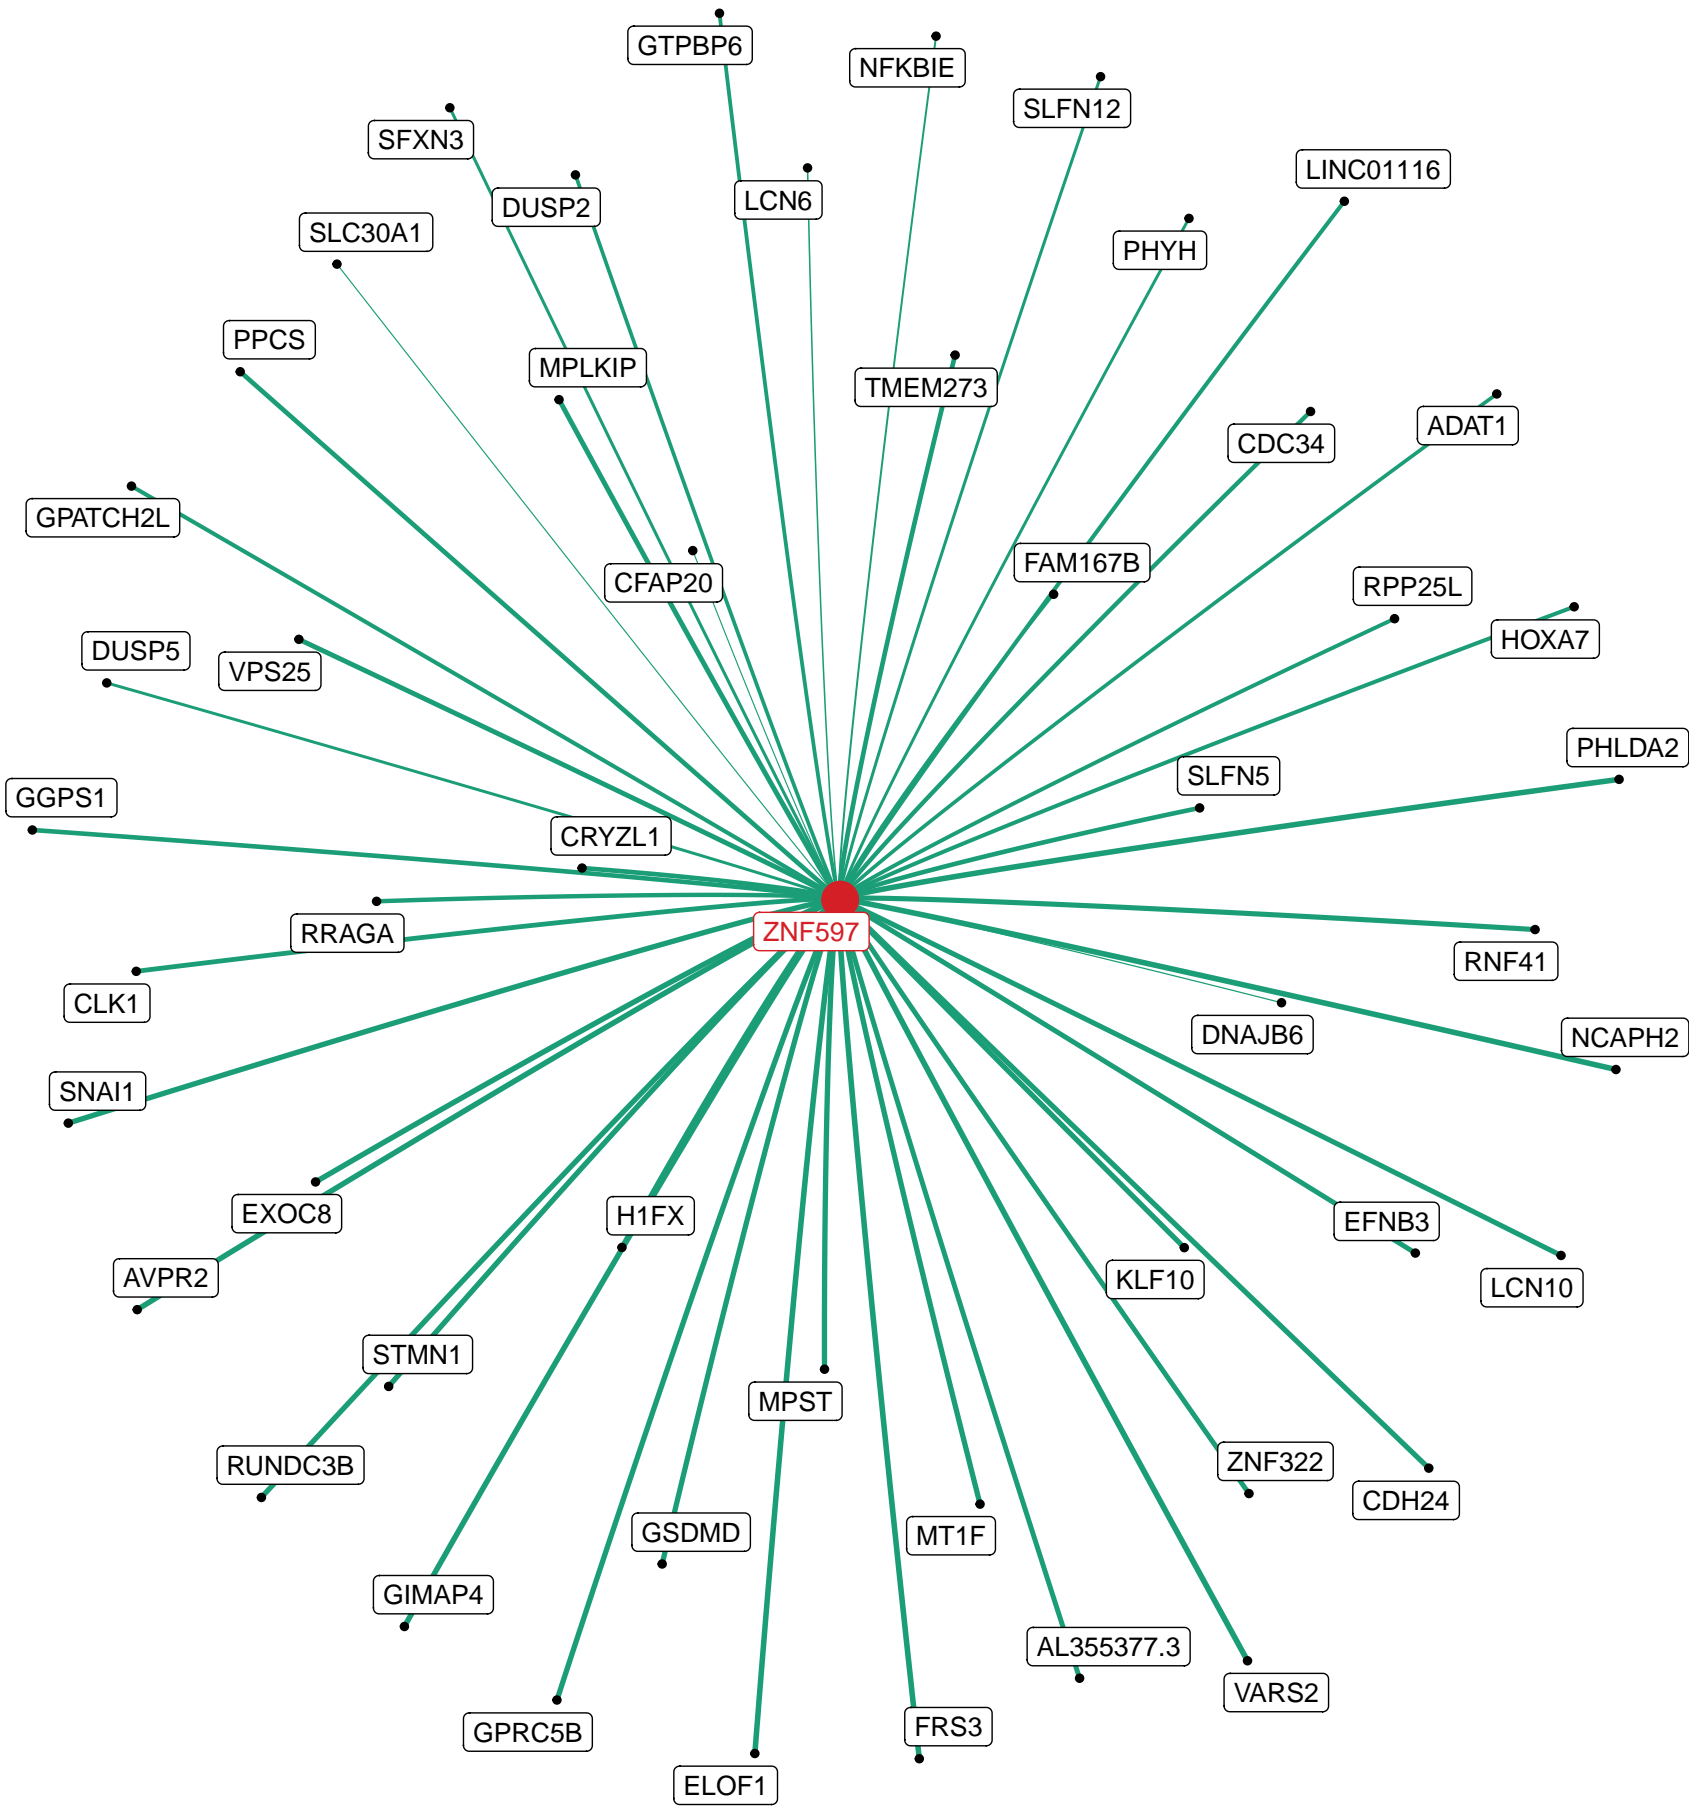 GTPBP6
NFKBIE
SLFN12
SFXN3
LINC01116
DUSP2
LCN6
SLC30A1
PHYH
PPCS
MPLKIP
TMEM273
ADAT1
CDC34
GPATCH2L
FAM167B
CFAP20
RPP25L
HOXA7
DUSP5
VPS25
PHLDA2
SLFN5
GGPS1
CRYZL1
RRAGA
ZNF597
RNF41
CLK1
DNAJB6
NCAPH2
SNAI1
EXOC8
H1FX
EFNB3
AVPR2
KLF10
LCN10
STMN1
MPST
RUNDC3B
ZNF322
CDH24
GSDMD
MT1F
GIMAP4
AL355377.3
VARS2
GPRC5B
FRS3
ELOF1